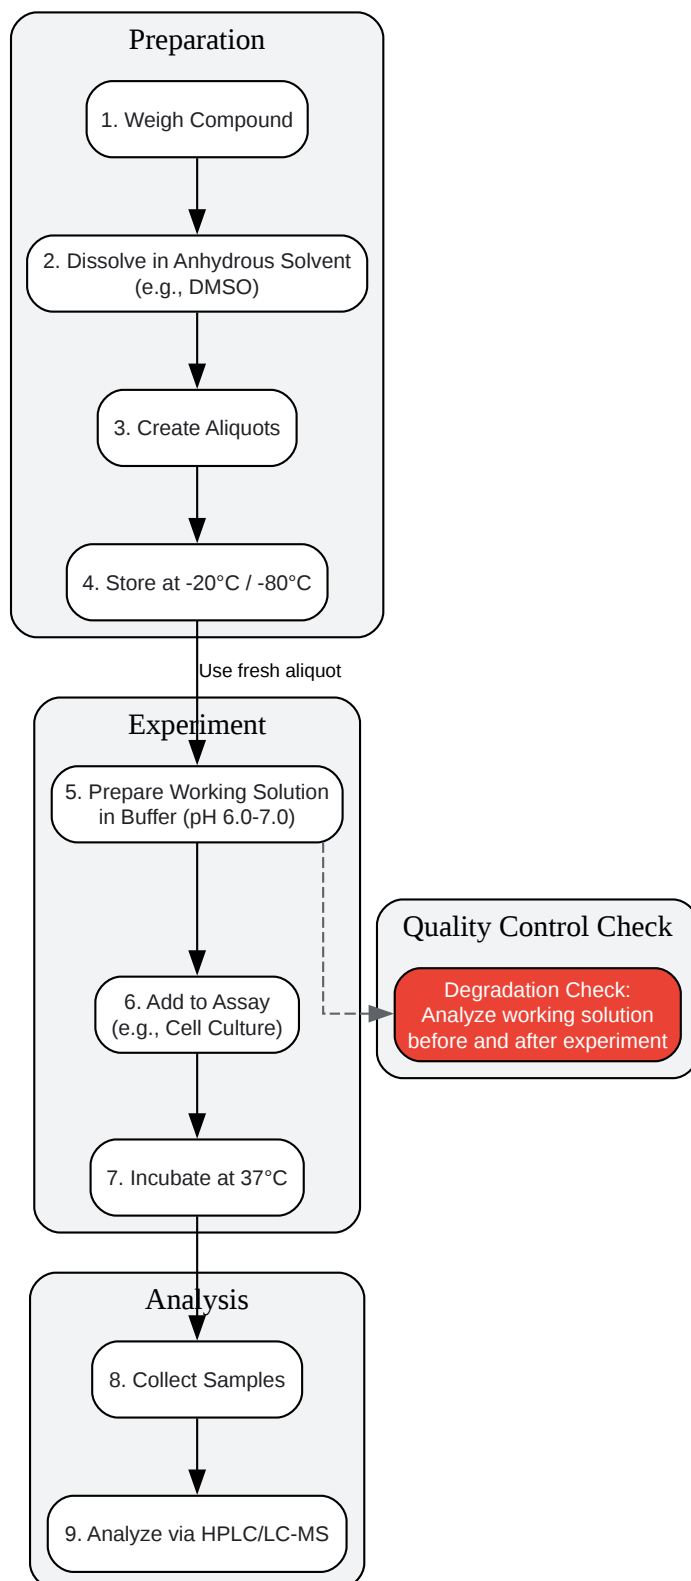 Preparation
1. Weigh Compound
2. Dissolve in Anhydrous Solvent
(e.g., DMSO)
3. Create Aliquots
4. Store at -20°C / -80°C
Use fresh aliquot
Experiment
5. Prepare Working Solution
in Buffer (pH 6.0-7.0)
Quality Control Check
Degradation Check:
Analyze working solution
before and after experiment
6. Add to Assay
(e.g., Cell Culture)
7. Incubate at 37°C
Analysis
8. Collect Samples
9. Analyze via HPLC/LC-MS